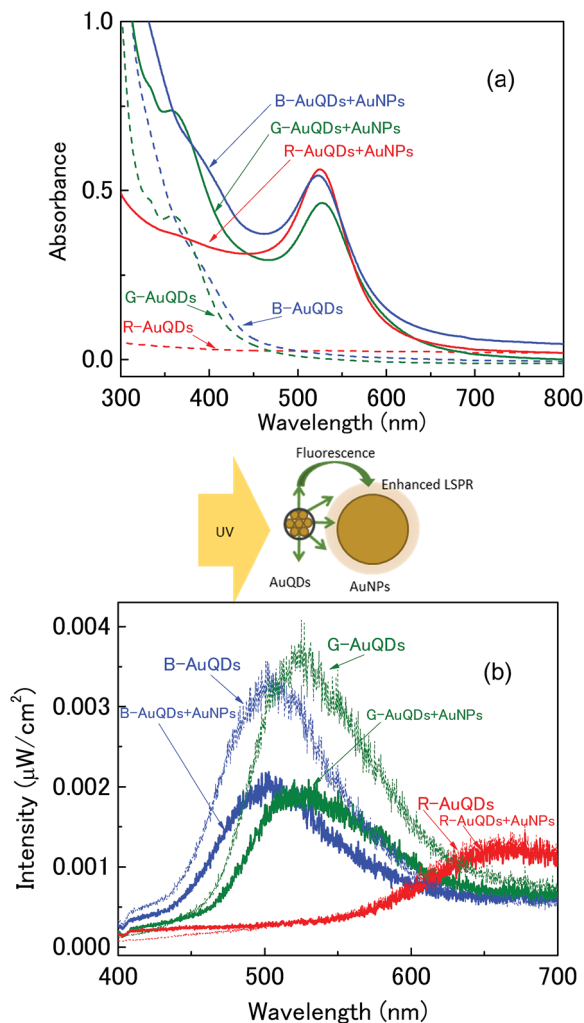 1.0
(a)
B-AuQDs+AuNPs
G-AuQDs+AuNPs
R-AuQDs+AuNPs
0.5
Absorbance
G-AuQDs
B-AuQDs
R-AuQDs
0.0
300 400 500 600 700 800
Wavelength (nm)
Fluorescence
Enhanced LSPR
UV
AuQDs
AuNPs
0.004
(b)
B-AuQDs
G-AuQDs
B-AuQDs+AuNPs
G-AuQDs+AuNPs
0.003
0.002
R-AuQDs
R-AuQDs+AuNPs
0.001
0.000
Intensity (μW/cm²)
400 500 600 700
Wavelength (nm)